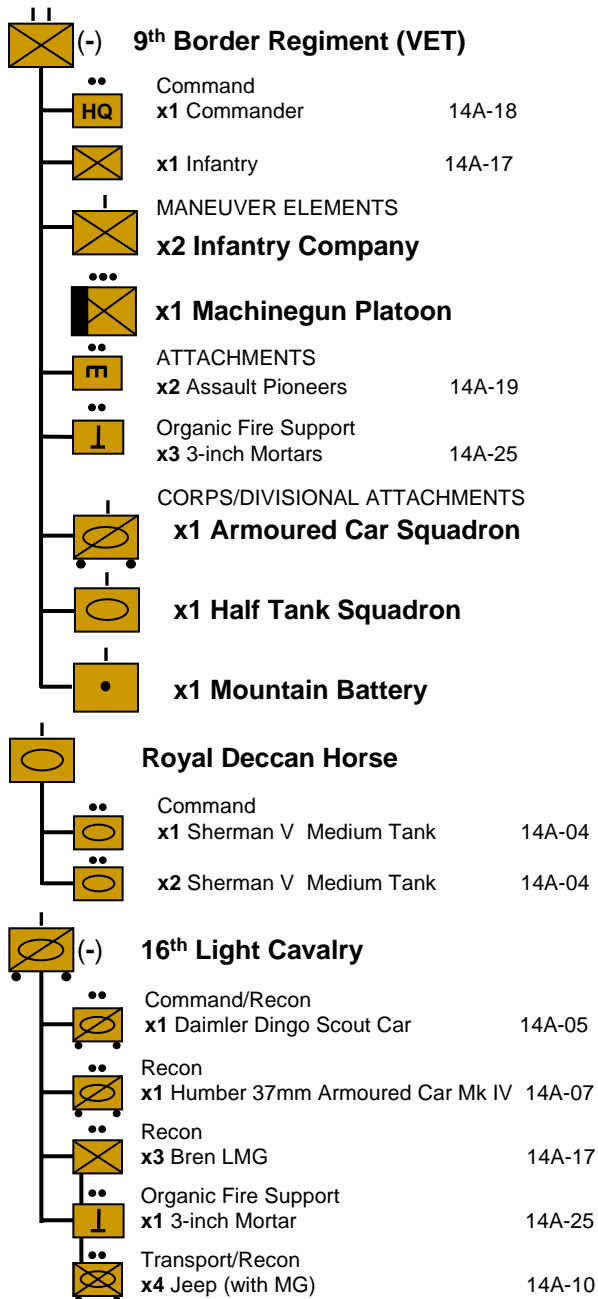 (-) 9th Border Regiment (VET)
Command
HQ x1 Commander 14A-18
x1 Infantry 14A-17
MANEUVER ELEMENTS
x2 Infantry Company
x1 Machinegun Platoon
ATTACHMENTS
E x2 Assault Pioneers 14A-19
Organic Fire Support
x3 3-inch Mortars 14A-25
CORPS/DIVISIONAL ATTACHMENTS
x1 Armoured Car Squadron
x1 Half Tank Squadron
x1 Mountain Battery
Royal Deccan Horse
Command
x1 Sherman V Medium Tank 14A-04
x2 Sherman V Medium Tank 14A-04
(-) 16th Light Cavalry
Command/Recon
x1 Daimler Dingo Scout Car 14A-05
Recon
x1 Humber 37mm Armoured Car Mk IV 14A-07
Recon
x3 Bren LMG 14A-17
Organic Fire Support
x1 3-inch Mortar 14A-25
Transport/Recon
x4 Jeep (with MG) 14A-10